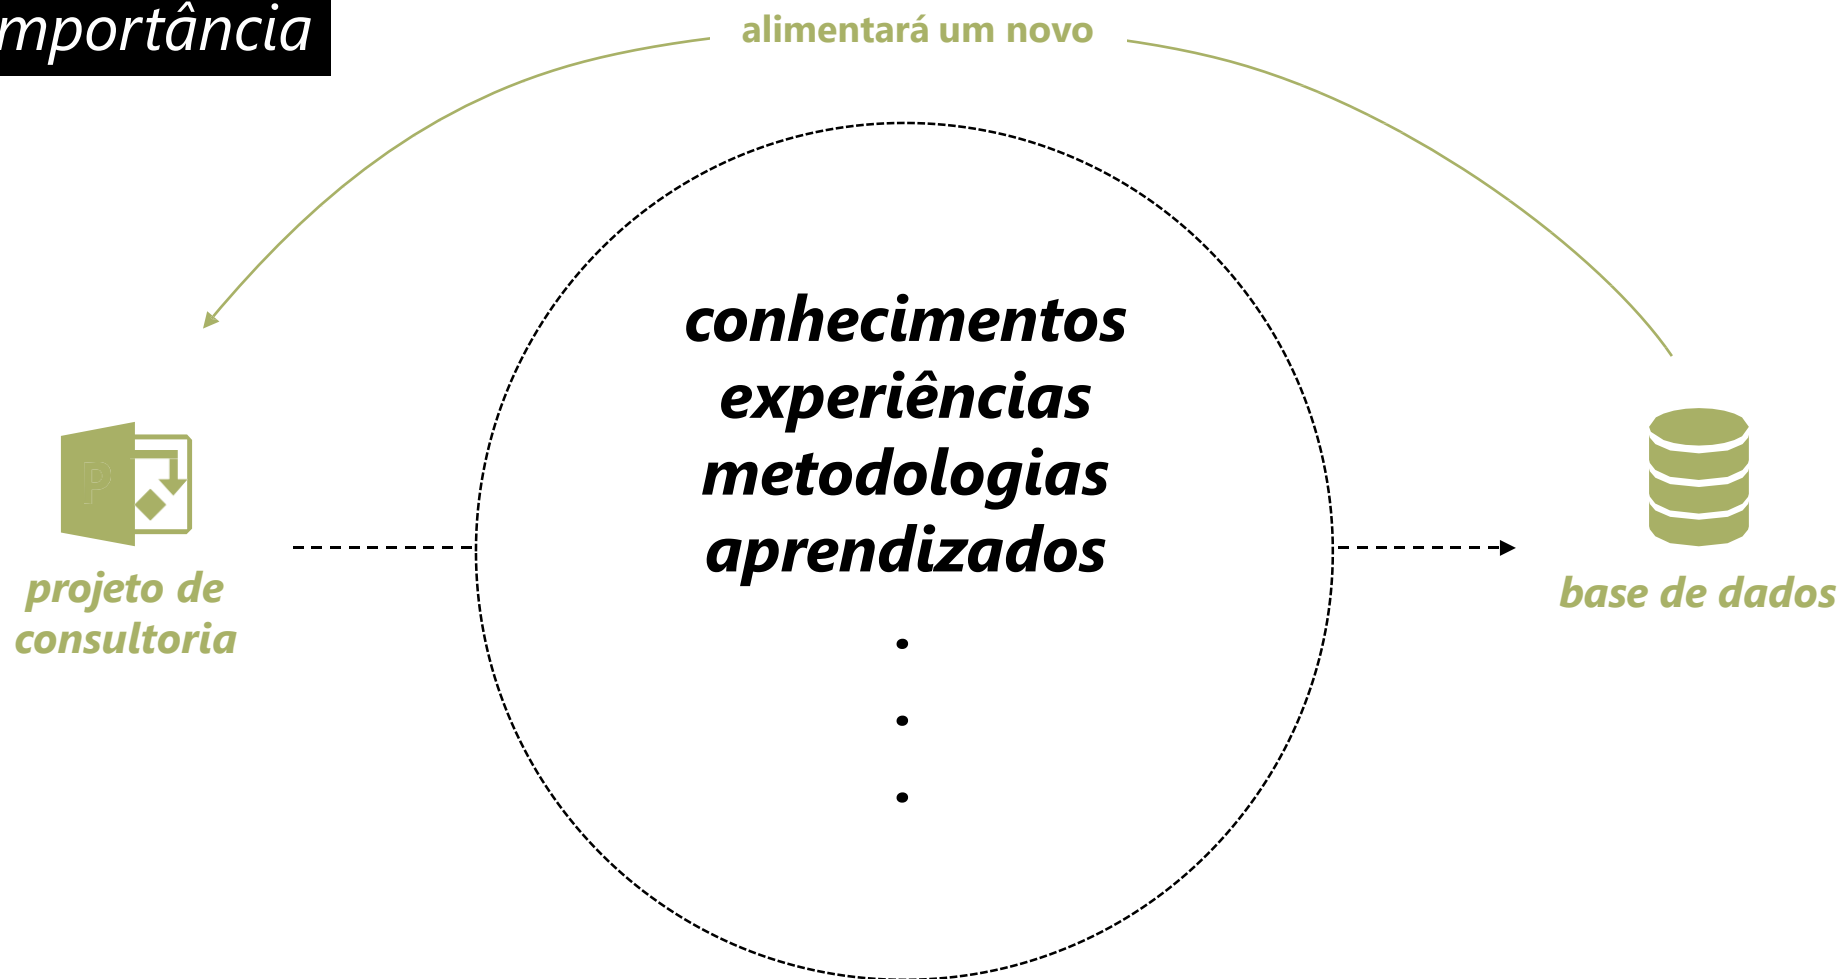 mportância
alimentará um novo
conhecimentos
experiências
metodologias
aprendizados
.
.
.
P
projeto de
consultoria
base de dados